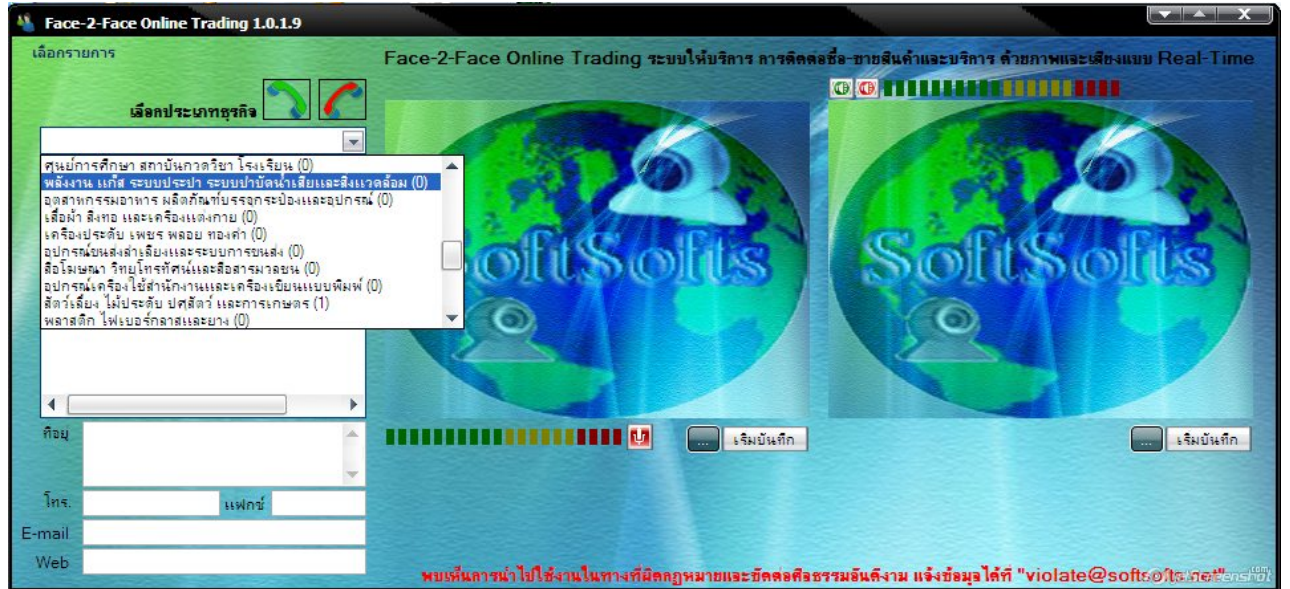 Face-2-Face Online Trading 1.0.1.9
เลือกรายการ
Face-2-Face Online Trading ระบบให้บริการ การติดต่อซื้อ-ขายสินค้าและบริการ ด้วยภาพและเสียงแบบ Real-Time
เลือกประเภทธุรกิจ
ศูนย์การศึกษา สถาบันกวดวิชา โรงเรียน (0)
พลังงาน แก๊ส ระบบประปา ระบบบำบัดน้ำเสียและสิ่งแวดล้อม (0)
อุตสาหกรรมอาหาร ผลิตภัณฑ์บรรจุกระป๋องและอุปกรณ์ (0)
เสื้อผ้า สิ่งทอ และเครื่องแต่งกาย (0)
เครื่องประดับ เพชร พลอย ทองคำ (0)
อุปกรณ์ขนส่งลำเลียงและระบบการขนส่ง (0)
สื่อโฆษณา วิทยุโทรทัศน์และสื่อสารมวลชน (0)
อุปกรณ์เครื่องใช้สำนักงานและเครื่องเขียนแบบพิมพ์ (0)
สัตว์เลี้ยง ไม้ประดับ ปศุสัตว์ และการเกษตร (1)
พลาสติก ไฟเบอร์กลาสและยาง (0)
SoftSofts
SoftSofts
ที่อยู่
... เริ่มบันทึก
... เริ่มบันทึก
โทร.
แฟกซ์
E-mail
Web
พบเห็นการนำไปใช้งานในทางที่ผิดกฎหมายและขัดต่อศีลธรรมอันดีงาม แจ้งข้อมูลได้ที่ "violate@softsofts.net"